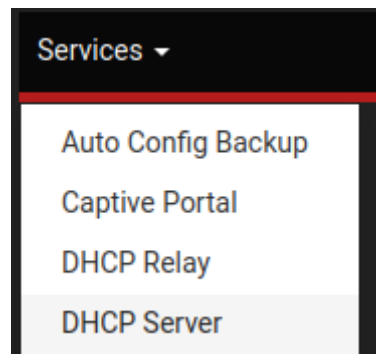 Services
Auto Config Backup
Captive Portal
DHCP Relay
DHCP Server